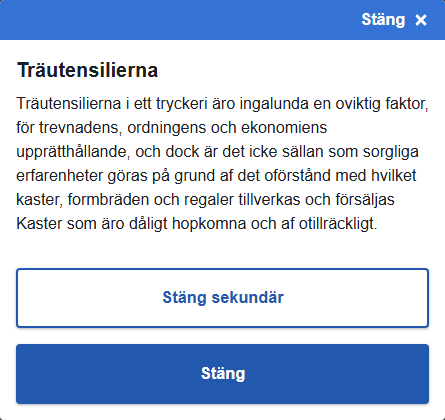 Stäng ×
Träutensilierna
Träutensilierna i ett tryckeri äro ingalunda en oviktig faktor,
för trevnadens, ordningens och ekonomiens
upprätthållande, och dock är det icke sällan som sorgliga
erfarenheter göras på grund af det oförstånd med hvilket
kaster, formbräden och regaler tillverkas och försäljas
Kaster som äro dåligt hopkomna och af otillräckligt.
Stäng sekundär
Stäng